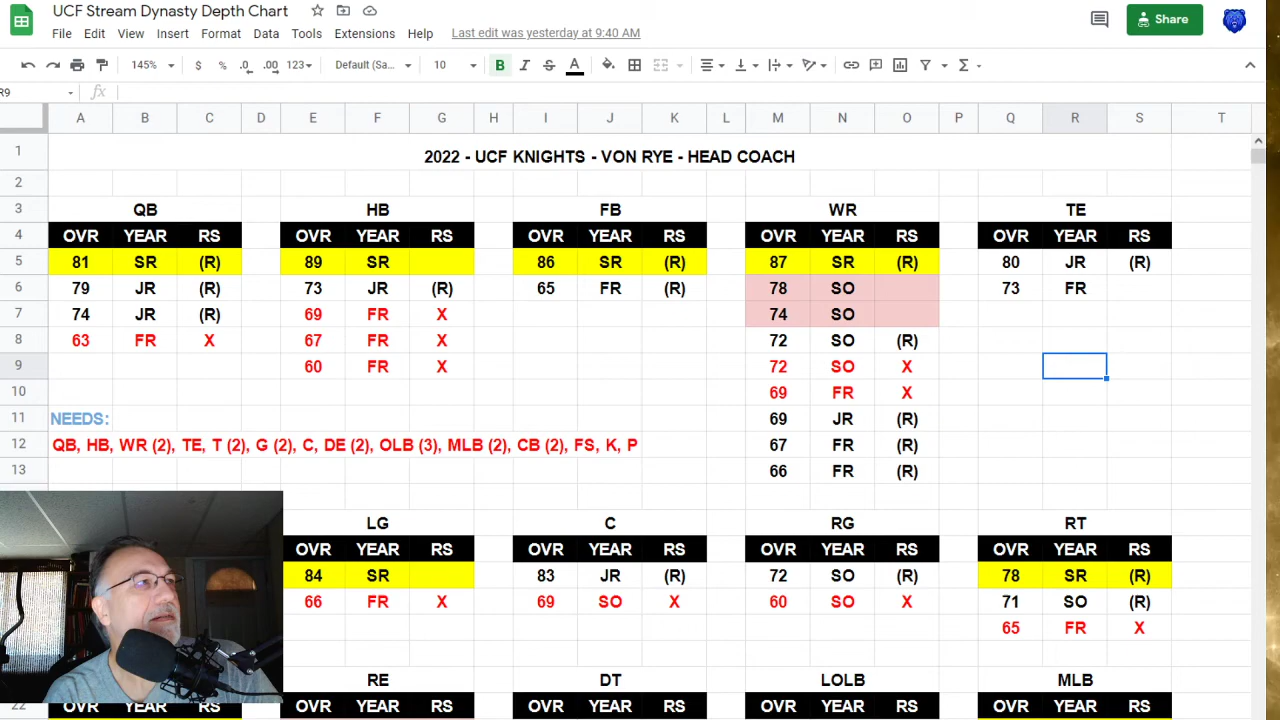 UCF Stream Dynasty Depth Chart
File Edit View Insert Format Data Tools Extensions Help Last edit was yesterday at 9:40 AM
Share
145% $ % .0 .00 123 Default (Sa... 10 B I S A
R9 fx
A B C D E F G H I J K L M N O P Q R S T
1 2022 - UCF KNIGHTS - VON RYE - HEAD COACH
2
3 QB HB FB WR TE
4 OVR YEAR RS OVR YEAR RS OVR YEAR RS OVR YEAR RS OVR YEAR RS
5 81 SR (R) 89 SR 86 SR (R) 87 SR (R) 80 JR (R)
6 79 JR (R) 73 JR (R) 65 FR (R) 78 SO 73 FR
7 74 JR (R) 69 FR X 74 SO
8 63 FR X 67 FR X 72 SO (R)
9 60 FR X 72 SO X
10 69 FR X
11 NEEDS: 69 JR (R)
12 QB, HB, WR (2), TE, T (2), G (2), C, DE (2), OLB (3), MLB (2), CB (2), FS, K, P 67 FR (R)
13 66 FR (R)
LG C RG RT
OVR YEAR RS OVR YEAR RS OVR YEAR RS OVR YEAR RS
84 SR 83 JR (R) 72 SO (R) 78 SR (R)
66 FR X 69 SO X 60 SO X 71 SO (R)
65 FR X
RE DT LOLB MLB
22 OVR YEAR RS OVR YEAR RS OVR YEAR RS OVR YEAR RS